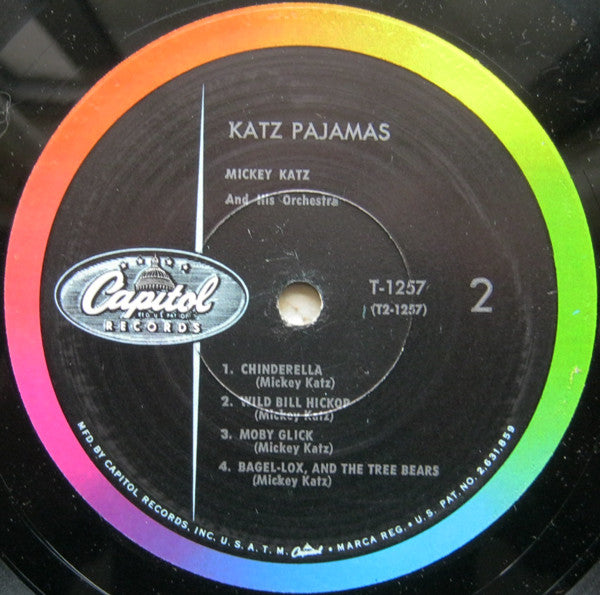 KATZ PAJAMAS
MICKEY KATZ
And His Orchestra
Capitol
RECORDS
T-1257
(T2-1257)
2
1. CHINDERELLA
(Mickey Katz)
2. WILD BILL HICKOP
(Mickey Katz)
3. MOBY GLICK
(Mickey Katz)
4. BAGEL-LOX, AND THE TREE BEARS
(Mickey Katz)
MFD. BY CAPITOL RECORDS, INC. U.S.A. T.M. Capitol • MARCA REG. • U.S. PAT. NO. 2,631,859